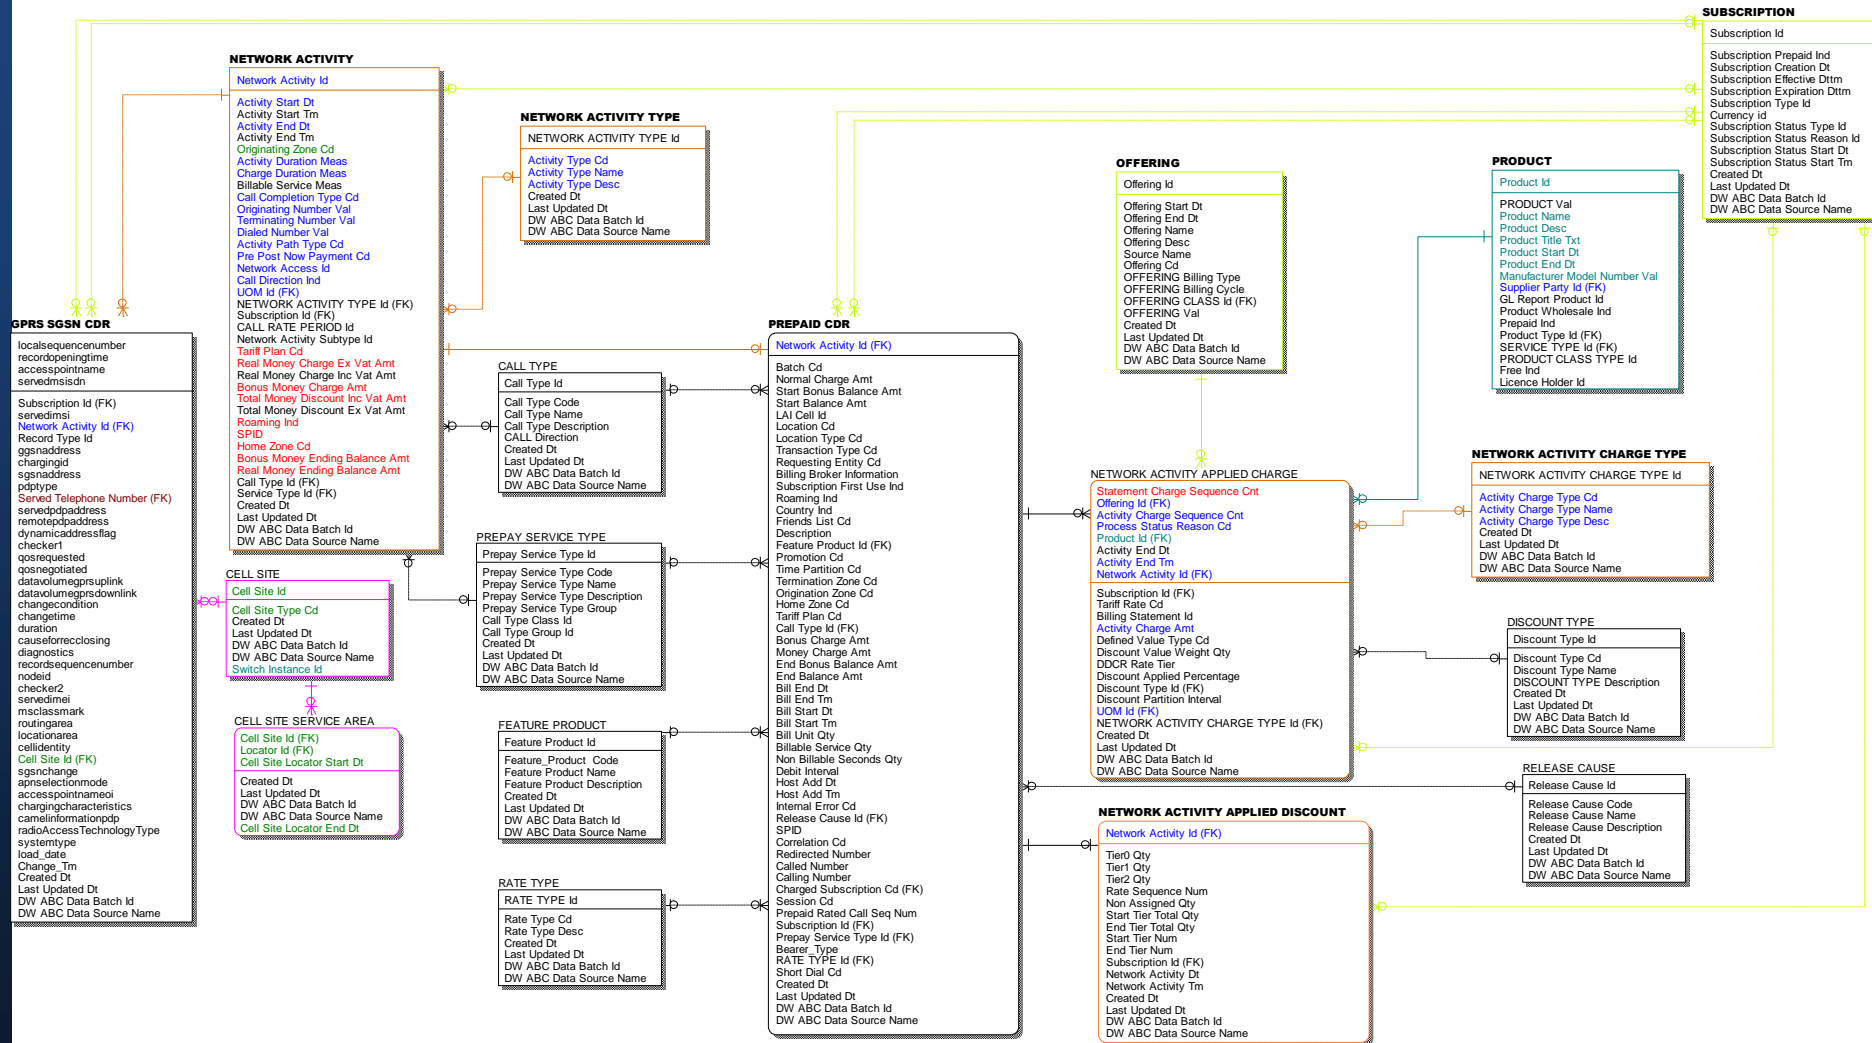 SUBSCRIPTION
Subscription Id
Subscription Prepaid Ind
Subscription Creation Dt
Subscription Effective Dttm
Subscription Expiration Dttm
Subscription Type Id
Currency id
Subscription Status Type Id
Subscription Status Reason Id
Subscription Status Start Dt
Subscription Status Start Tm
Created Dt
Last Updated Dt
DW ABC Data Batch Id
DW ABC Data Source Name
NETWORK ACTIVITY
Network Activity Id
Activity Start Dt
Activity Start Tm
Activity End Dt
Activity End Tm
Originating Zone Cd
Activity Duration Meas
Charge Duration Meas
Billable Service Meas
Call Completion Type Cd
Originating Number Val
Terminating Number Val
Dialed Number Val
Activity Path Type Cd
Pre Post Now Payment Cd
Network Access Id
Call Direction Ind
UOM Id (FK)
NETWORK ACTIVITY TYPE Id (FK)
Subscription Id (FK)
CALL RATE PERIOD Id
Network Activity Subtype Id
Tariff Plan Cd
Real Money Charge Ex Vat Amt
Real Money Charge Inc Vat Amt
Bonus Money Charge Amt
Total Money Discount Inc Vat Amt
Total Money Discount Ex Vat Amt
Roaming Ind
SPID
Home Zone Cd
Bonus Money Ending Balance Amt
Real Money Ending Balance Amt
Call Type Id (FK)
Service Type Id (FK)
Created Dt
Last Updated Dt
DW ABC Data Batch Id
DW ABC Data Source Name
NETWORK ACTIVITY TYPE
NETWORK ACTIVITY TYPE Id
Activity Type Cd
Activity Type Name
Activity Type Desc
Created Dt
Last Updated Dt
DW ABC Data Batch Id
DW ABC Data Source Name
OFFERING
Offering Id
Offering Start Dt
Offering End Dt
Offering Name
Offering Desc
Source Name
Offering Cd
OFFERING Billing Type
OFFERING Billing Cycle
OFFERING CLASS Id (FK)
OFFERING Val
Created Dt
Last Updated Dt
DW ABC Data Batch Id
DW ABC Data Source Name
PRODUCT
Product Id
PRODUCT Val
Product Name
Product Desc
Product Title Txt
Product Start Dt
Product End Dt
Manufacturer Model Number Val
Supplier Party Id (FK)
GL Report Product Id
Product Wholesale Ind
Prepaid Ind
Product Type Id (FK)
SERVICE TYPE Id (FK)
PRODUCT CLASS TYPE Id
Free Ind
Licence Holder Id
GPRS SGSN CDR
localsequencenumber
recordopeningtime
accesspointname
servedmsisdn
Subscription Id (FK)
servedimsi
Network Activity Id (FK)
Record Type Id
ggsnaddress
chargingid
sgsnaddress
pdptype
Served Telephone Number (FK)
servedpdpaddress
remotepdpaddress
dynamicaddressflag
checker1
qosrequested
qosnegotiated
datavolumegprsuplink
datavolumegprsdownlink
changecondition
changetime
duration
causeforrecclosing
diagnostics
recordsequencenumber
nodeid
checker2
servedimei
msclassmark
routingarea
locationarea
cellidentity
Cell Site Id (FK)
sgsnchange
apnselectionmode
accesspointnameoi
chargingcharacteristics
camelinformationpdp
radioAccessTechnologyType
systemtype
load_date
Change_Tm
Created Dt
Last Updated Dt
DW ABC Data Batch Id
DW ABC Data Source Name
CELL SITE
Cell Site Id
Cell Site Type Cd
Created Dt
Last Updated Dt
DW ABC Data Batch Id
DW ABC Data Source Name
Switch Instance Id
CELL SITE SERVICE AREA
Cell Site Id (FK)
Locator Id (FK)
Cell Site Locator Start Dt
Created Dt
Last Updated Dt
DW ABC Data Batch Id
DW ABC Data Source Name
Cell Site Locator End Dt
CALL TYPE
Call Type Id
Call Type Code
Call Type Name
Call Type Description
CALL Direction
Created Dt
Last Updated Dt
DW ABC Data Batch Id
DW ABC Data Source Name
PREPAY SERVICE TYPE
Prepay Service Type Id
Prepay Service Type Code
Prepay Service Type Name
Prepay Service Type Description
Prepay Service Type Group
Call Type Class Id
Call Type Group Id
Created Dt
Last Updated Dt
DW ABC Data Batch Id
DW ABC Data Source Name
FEATURE PRODUCT
Feature Product Id
Feature_Product Code
Feature Product Name
Feature Product Description
Created Dt
Last Updated Dt
DW ABC Data Batch Id
DW ABC Data Source Name
RATE TYPE
RATE TYPE Id
Rate Type Cd
Rate Type Desc
Created Dt
Last Updated Dt
DW ABC Data Batch Id
DW ABC Data Source Name
PREPAID CDR
Network Activity Id (FK)
Batch Cd
Normal Charge Amt
Start Bonus Balance Amt
Start Balance Amt
LAI Cell Id
Location Cd
Location Type Cd
Transaction Type Cd
Requesting Entity Cd
Billing Broker Information
Subscription First Use Ind
Roaming Ind
Country Ind
Friends List Cd
Description
Feature Product Id (FK)
Promotion Cd
Time Partition Cd
Termination Zone Cd
Origination Zone Cd
Home Zone Cd
Tariff Plan Cd
Call Type Id (FK)
Bonus Charge Amt
Money Charge Amt
End Bonus Balance Amt
End Balance Amt
Bill End Dt
Bill End Tm
Bill Start Dt
Bill Start Tm
Bill Unit Qty
Billable Service Qty
Non Billable Seconds Qty
Debit Interval
Host Add Dt
Host Add Tm
Internal Error Cd
Release Cause Id (FK)
SPID
Correlation Cd
Redirected Number
Called Number
Calling Number
Charged Subscription Cd (FK)
Session Cd
Prepaid Rated Call Seq Num
Subscription Id (FK)
Prepay Service Type Id (FK)
Bearer_Type
RATE TYPE Id (FK)
Short Dial Cd
Created Dt
Last Updated Dt
DW ABC Data Batch Id
DW ABC Data Source Name
NETWORK ACTIVITY APPLIED CHARGE
Statement Charge Sequence Cnt
Offering Id (FK)
Activity Charge Sequence Cnt
Process Status Reason Cd
Product Id (FK)
Activity End Dt
Activity End Tm
Network Activity Id (FK)
Subscription Id (FK)
Tariff Rate Cd
Billing Statement Id
Activity Charge Amt
Defined Value Type Cd
Discount Value Weight Qty
DDCR Rate Tier
Discount Applied Percentage
Discount Type Id (FK)
Discount Partition Interval
UOM Id (FK)
NETWORK ACTIVITY CHARGE TYPE Id (FK)
Created Dt
Last Updated Dt
DW ABC Data Batch Id
DW ABC Data Source Name
NETWORK ACTIVITY CHARGE TYPE
NETWORK ACTIVITY CHARGE TYPE Id
Activity Charge Type Cd
Activity Charge Type Name
Activity Charge Type Desc
Created Dt
Last Updated Dt
DW ABC Data Batch Id
DW ABC Data Source Name
DISCOUNT TYPE
Discount Type Id
Discount Type Cd
Discount Type Name
DISCOUNT TYPE Description
Created Dt
Last Updated Dt
DW ABC Data Batch Id
DW ABC Data Source Name
RELEASE CAUSE
Release Cause Id
Release Cause Code
Release Cause Name
Release Cause Description
Created Dt
Last Updated Dt
DW ABC Data Batch Id
DW ABC Data Source Name
NETWORK ACTIVITY APPLIED DISCOUNT
Network Activity Id (FK)
Tier0 Qty
Tier1 Qty
Tier2 Qty
Rate Sequence Num
Non Assigned Qty
Start Tier Total Qty
End Tier Total Qty
Start Tier Num
End Tier Num
Subscription Id (FK)
Network Activity Dt
Network Activity Tm
Created Dt
Last Updated Dt
DW ABC Data Batch Id
DW ABC Data Source Name